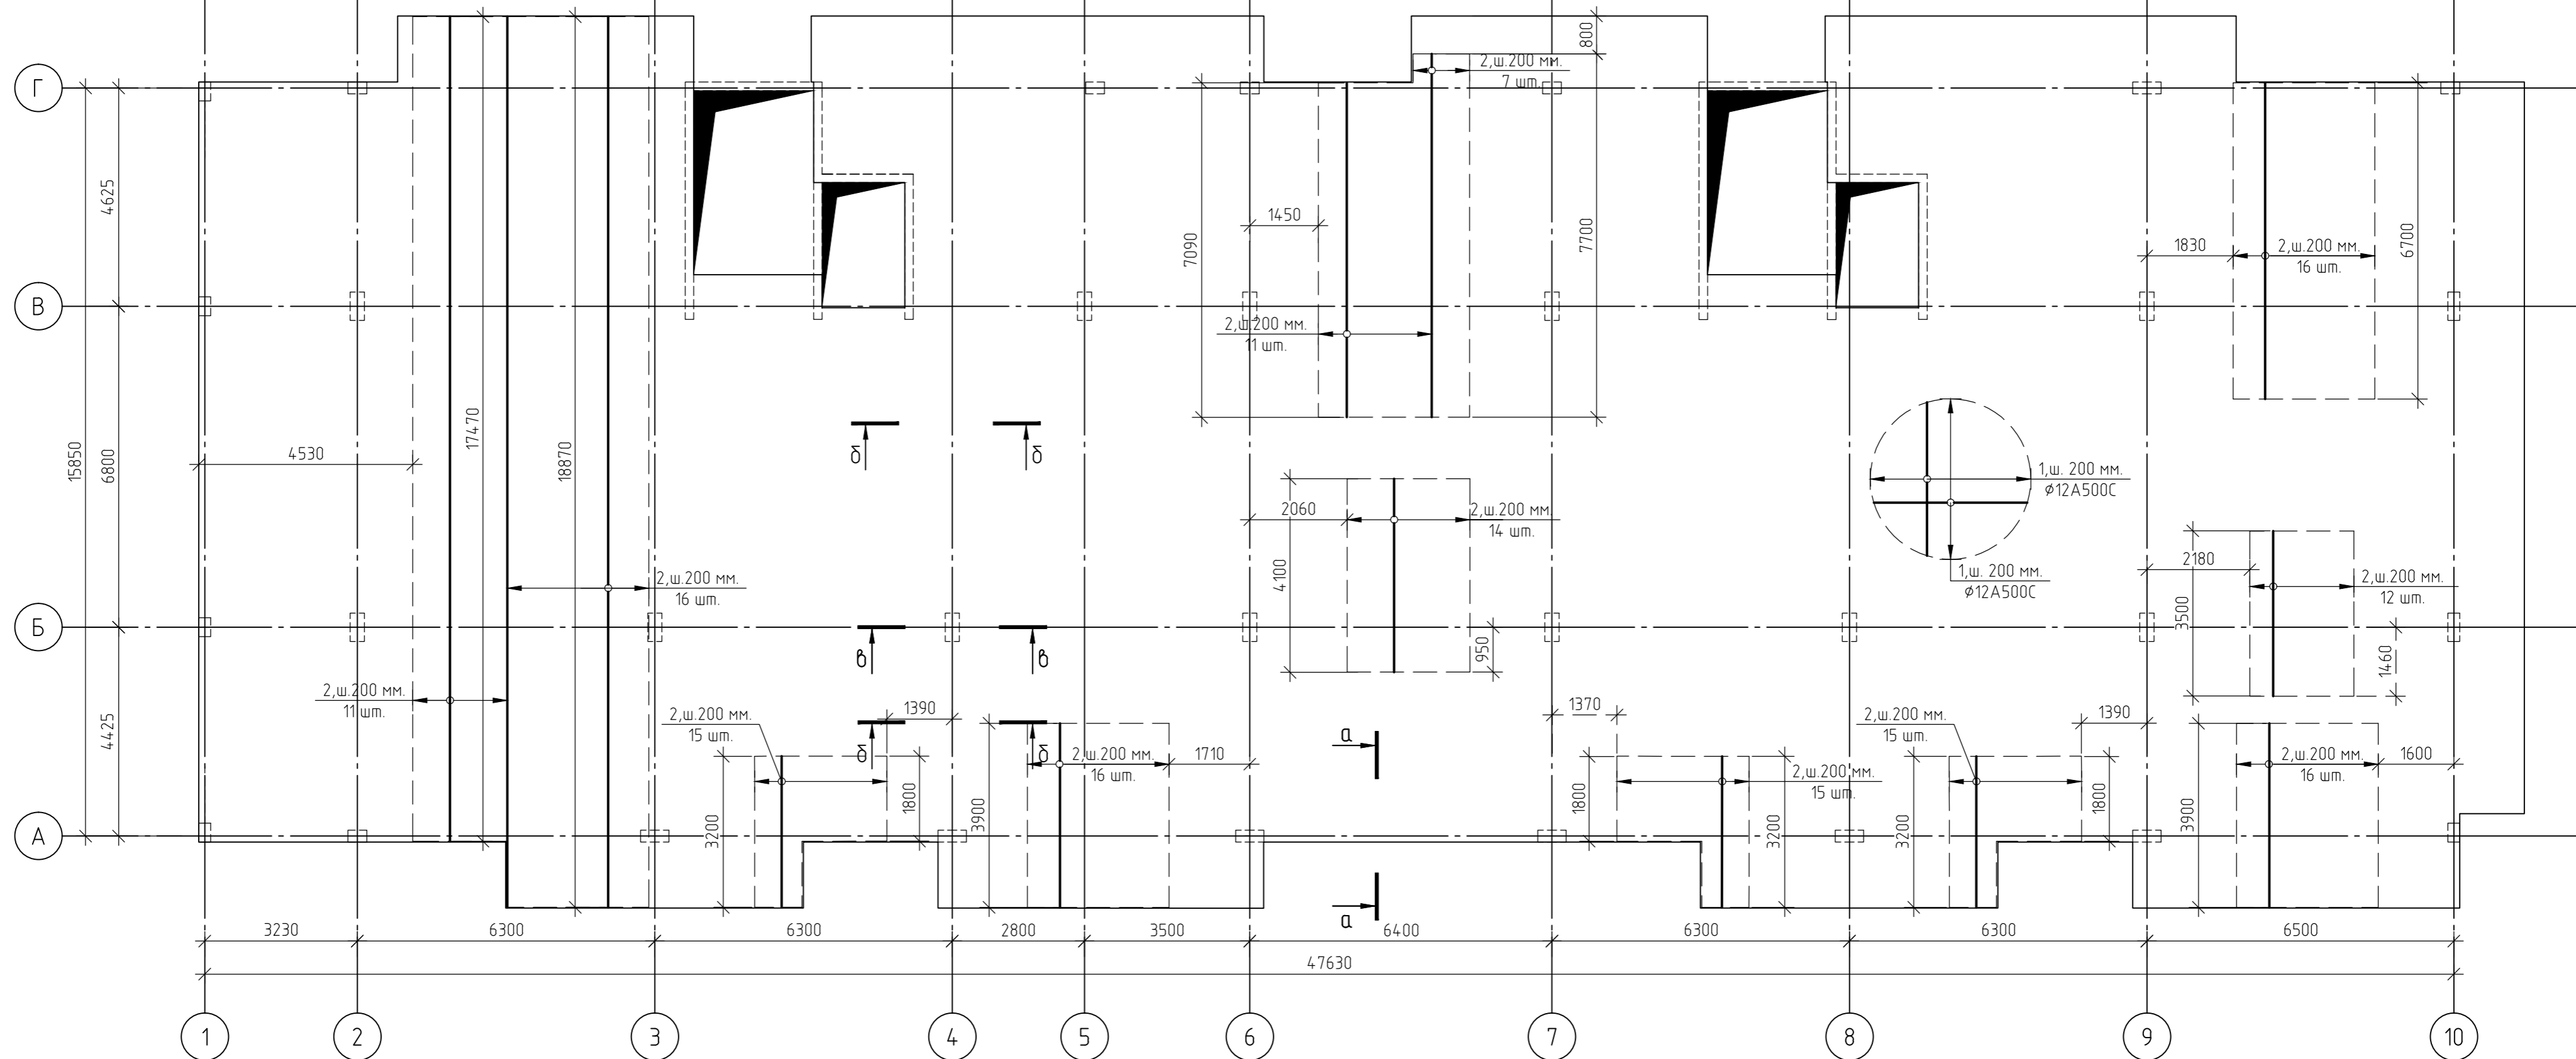 800
2,ш.200 мм.
7 шт.
Г
4625
7090
1450
7700
1830
2,ш.200 мм.
16 шт.
6700
В
2,ш.200 мм.
11 шт.
15850
6800
4530
17470
18870
б
б
1,ш. 200 мм.
⌀12А500С
2060
2,ш.200 мм.
14 шт.
4100
950
1,ш. 200 мм.
⌀12А500С
2180
2,ш.200 мм.
12 шт.
3500
1460
2,ш.200 мм.
16 шт.
Б
в
в
2,ш.200 мм.
11 шт.
4425
2,ш.200 мм.
15 шт.
1390
б
б
2,ш.200 мм.
16 шт.
1710
3200
1800
3900
а
1370
1800
2,ш.200 мм.
15 шт.
3200
2,ш.200 мм.
15 шт.
1390
3200
1800
2,ш.200 мм.
16 шт.
1600
3900
А
а
3230
6300
6300
2800
3500
6400
6300
6300
6500
47630
1
2
3
4
5
6
7
8
9
10